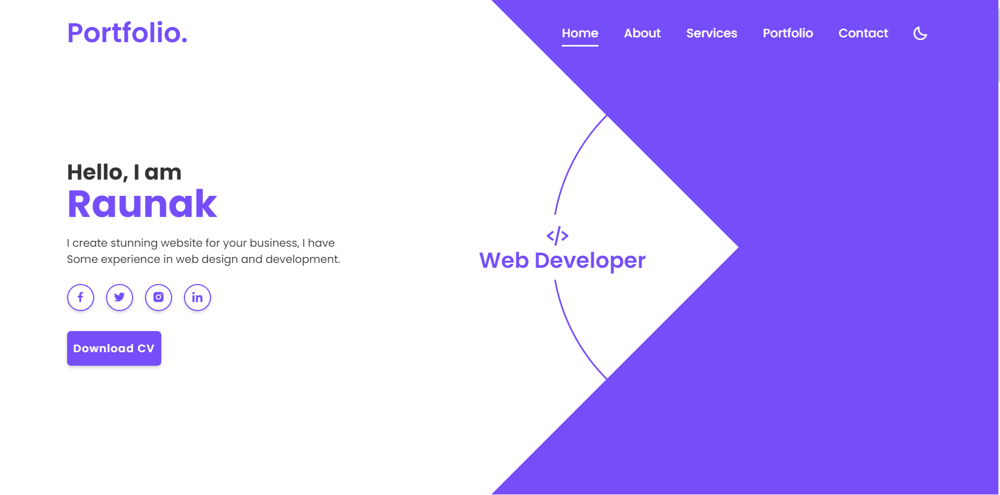 Portfolio.
Home About Services Portfolio Contact
Hello, I am
Raunak
I create stunning website for your business, I have
Some experience in web design and development.
Download CV
</>
Web Developer